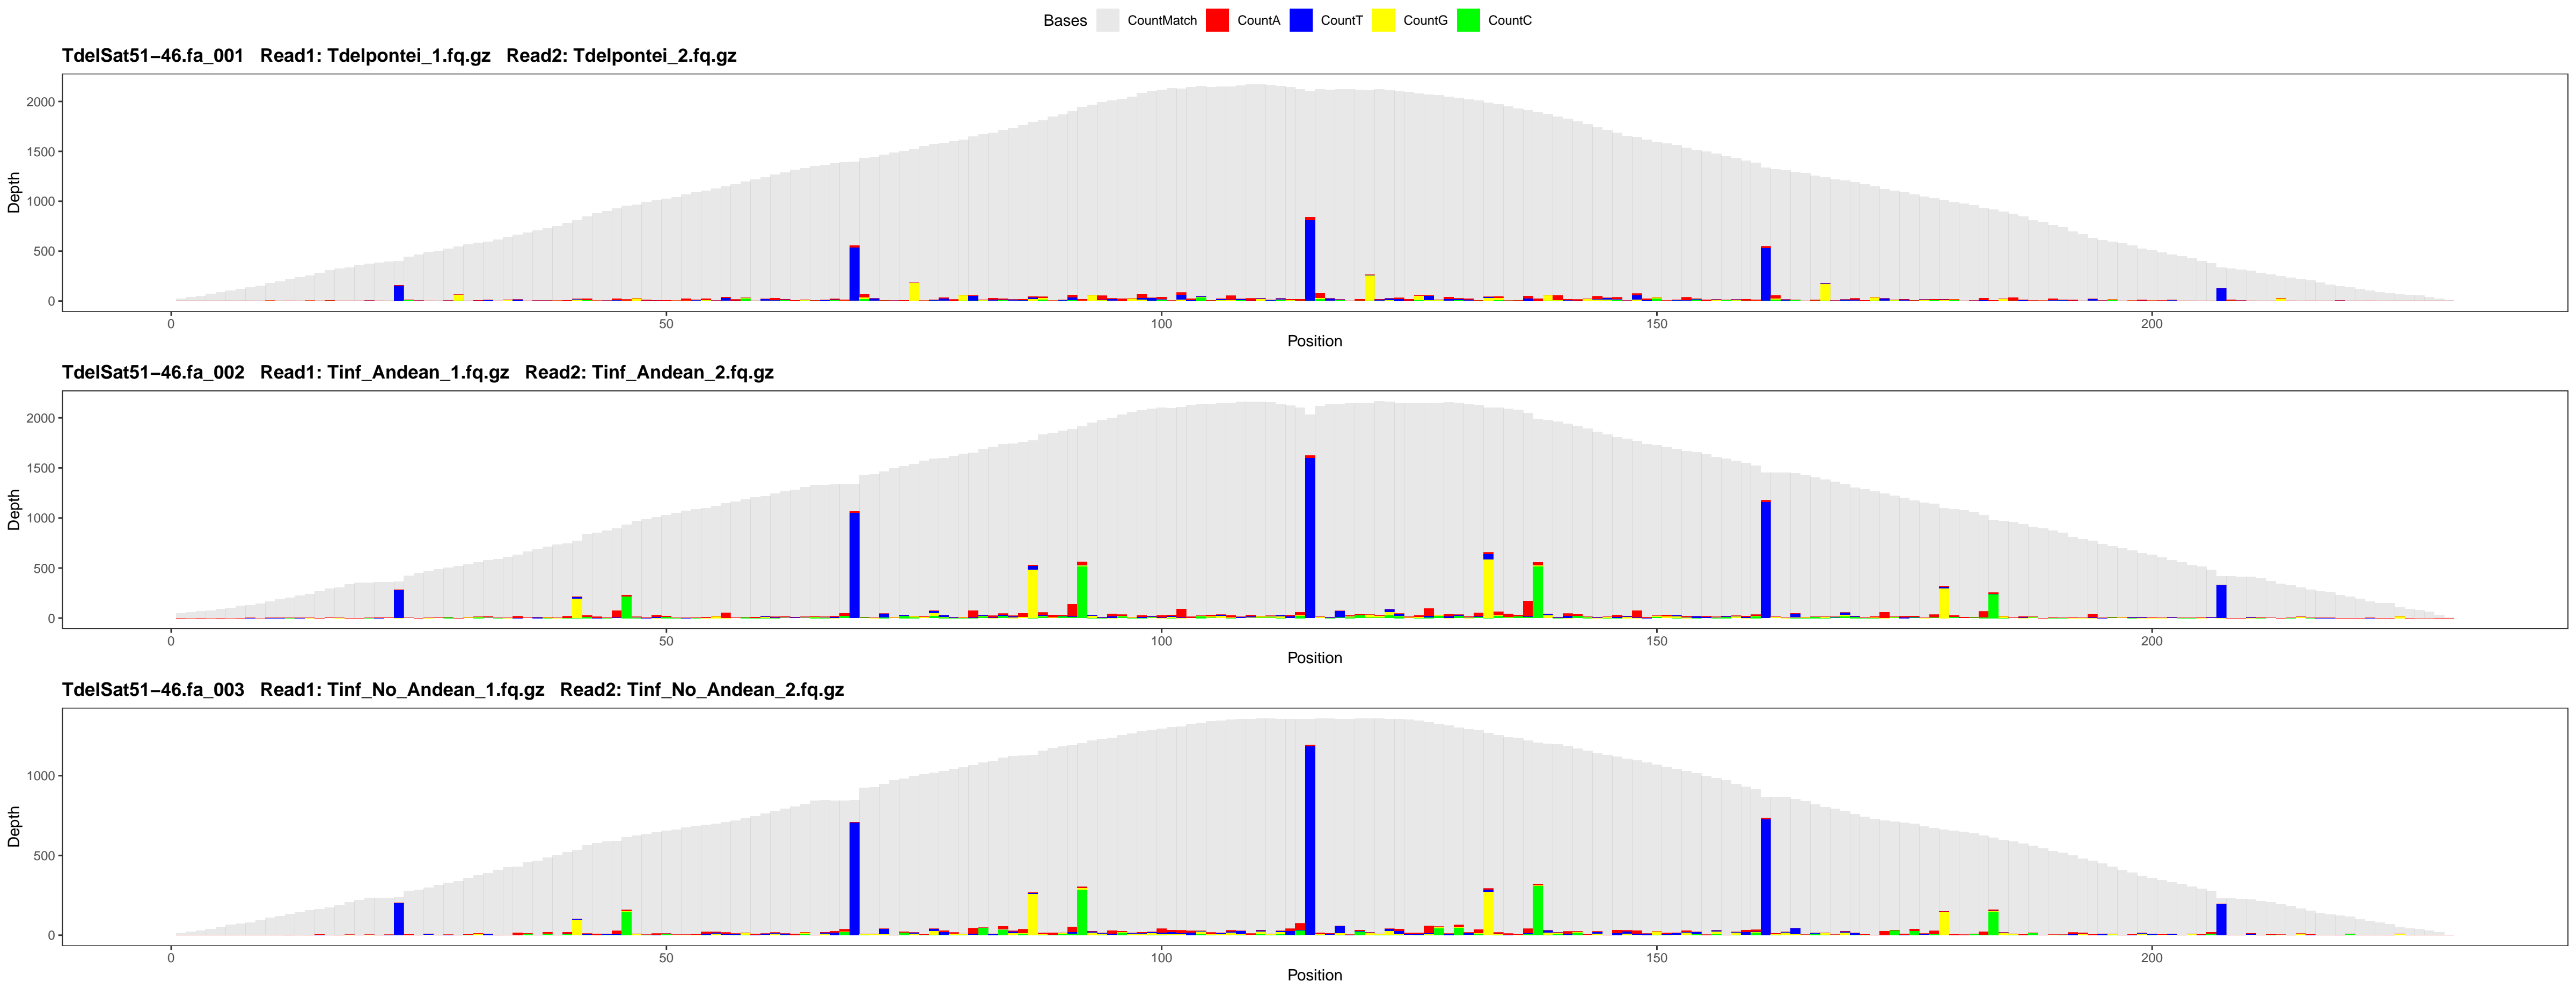 Bases CountMatch CountA CountT CountG CountC
TdelSat51−46.fa_001 Read1: Tdelpontei_1.fq.gz Read2: Tdelpontei_2.fq.gz
2000
1500
1000
500
0
Depth
0 50 100 150 200
Position
TdelSat51−46.fa_002 Read1: Tinf_Andean_1.fq.gz Read2: Tinf_Andean_2.fq.gz
2000
1500
1000
500
0
Depth
0 50 100 150 200
Position
TdelSat51−46.fa_003 Read1: Tinf_No_Andean_1.fq.gz Read2: Tinf_No_Andean_2.fq.gz
1000
500
0
Depth
0 50 100 150 200
Position